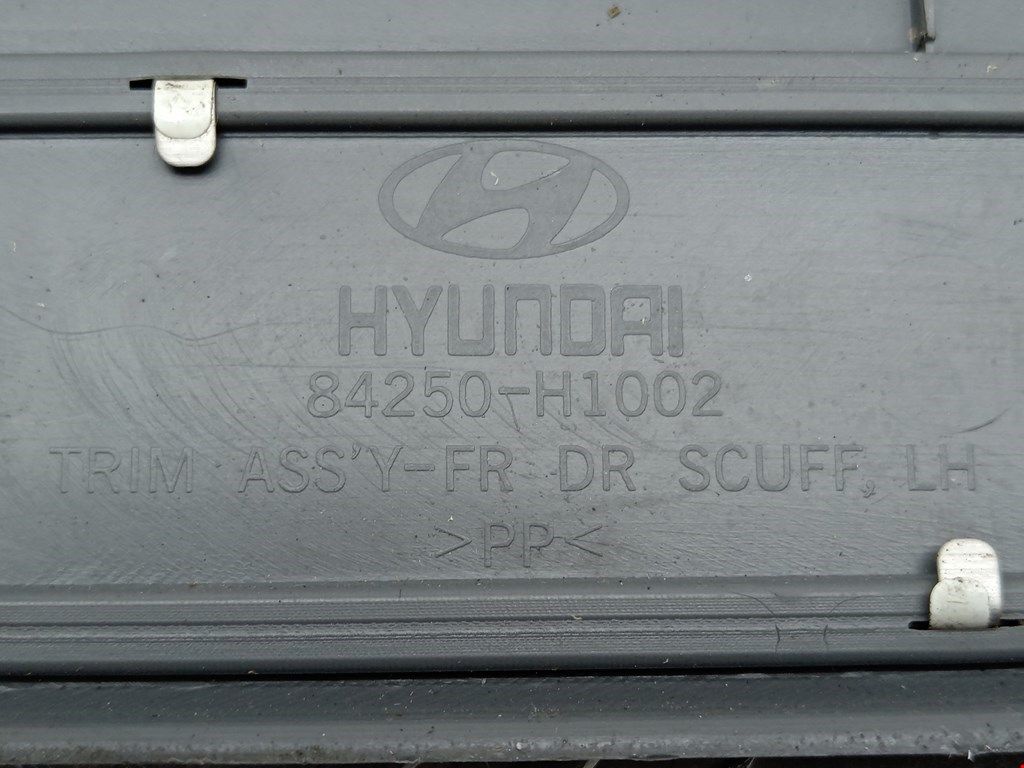 HYUNDAI
84250-H1002
TRIM ASS'Y-FR DR SCUFF, LH
>PP<